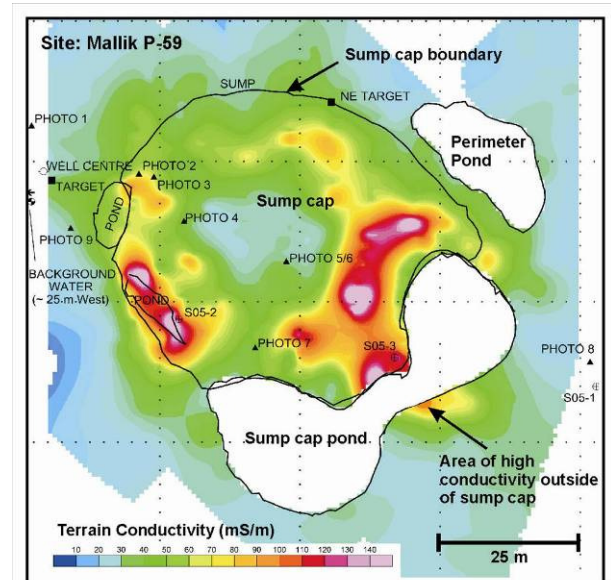 Site: Mallik P-59
Sump cap boundary
SUMP
NE TARGET
PHOTO 1
Perimeter
Pond
WELL CENTRE
PHOTO 2
TARGET
PHOTO 3
Sump cap
POND
PHOTO 4
PHOTO 9
PHOTO 5/6
BACKGROUND
WATER
(~ 25-m West)
POND
S05-2
PHOTO 7
S05-3
PHOTO 8
S05-1
Sump cap pond
Area of high
conductivity outside
of sump cap
Terrain Conductivity (mS/m)
10 20 30 40 50 60 70 80 90 100 110 120 130 140
25 m